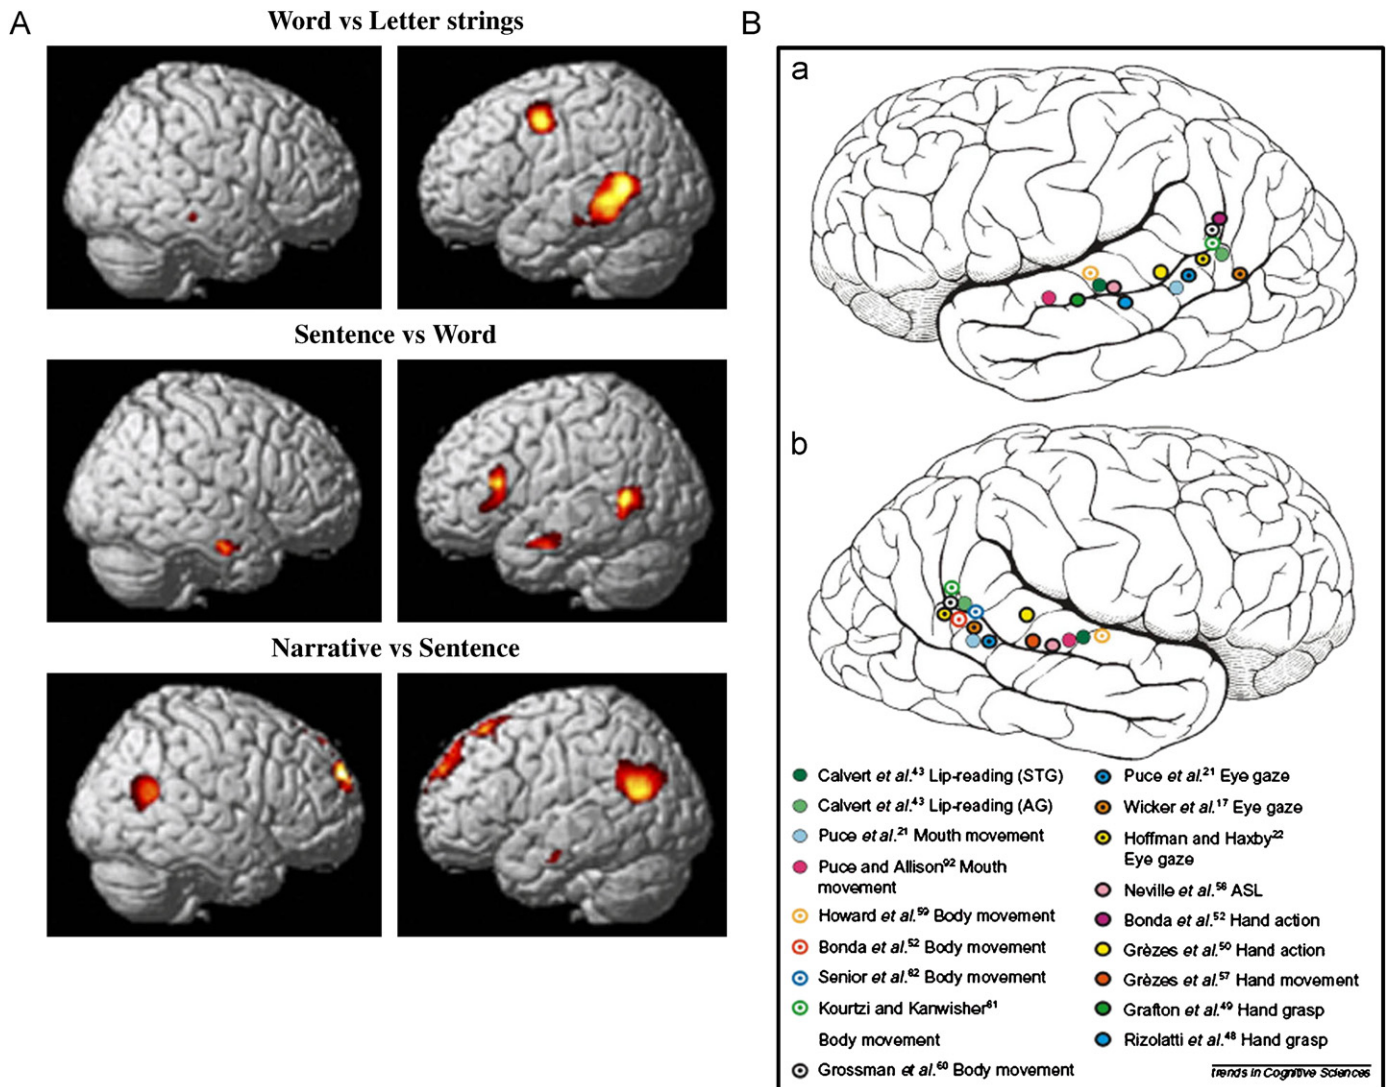 A
Word vs Letter strings
Sentence vs Word
Narrative vs Sentence
B
a
b
Calvert et al.43 Lip-reading (STG)
Calvert et al.43 Lip-reading (AG)
Puce et al.21 Mouth movement
Puce and Allison92 Mouth
movement
Howard et al.59 Body movement
Bonda et al.52 Body movement
Senior et al.62 Body movement
Kourtzi and Kanwisher61
Body movement
Grossman et al.60 Body movement
Puce et al.21 Eye gaze
Wicker et al.17 Eye gaze
Hoffman and Haxby22
Eye gaze
Neville et al.56 ASL
Bonda et al.52 Hand action
Grèzes et al.50 Hand action
Grèzes et al.57 Hand movement
Grafton et al.49 Hand grasp
Rizolatti et al.48 Hand grasp
trends in Cognitive Sciences